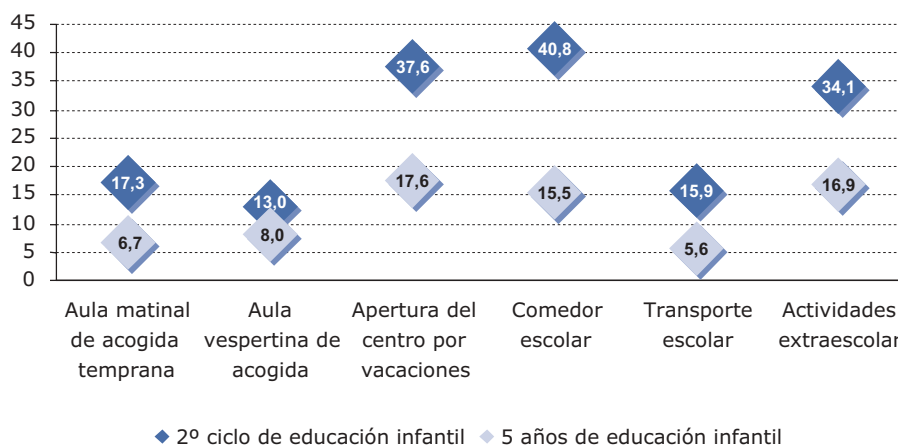 45
40
35
30
25
20
15
10
5
0
17,3
13,0
37,6
40,8
15,9
34,1
6,7
8,0
17,6
15,5
5,6
16,9
Aula matinal de acogida temprana
Aula vespertina de acogida
Apertura del centro por vacaciones
Comedor escolar
Transporte escolar
Actividades extraescolar
2º ciclo de educación infantil
5 años de educación infantil